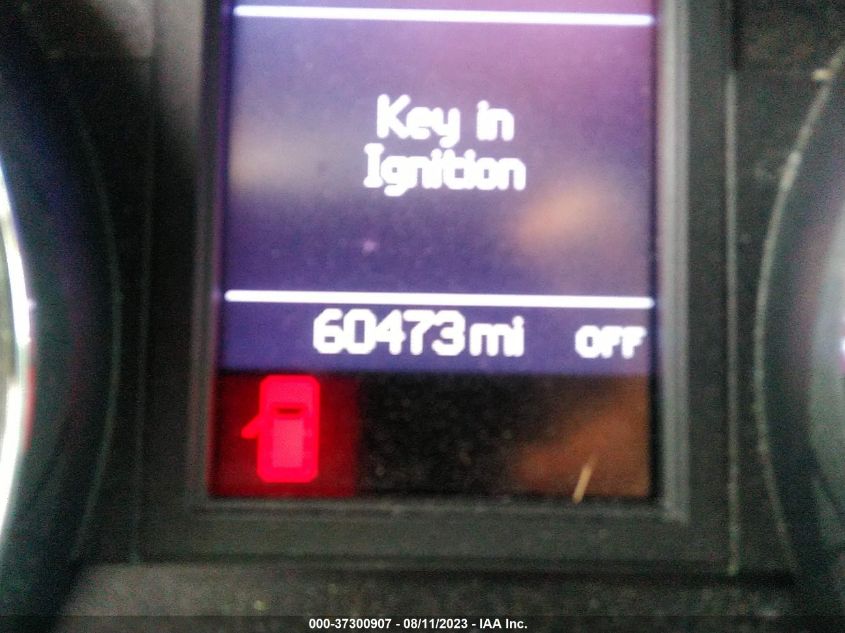 Key in
Ignition
60473mi OFF
000-37300907 - 08/11/2023 - IAA Inc.